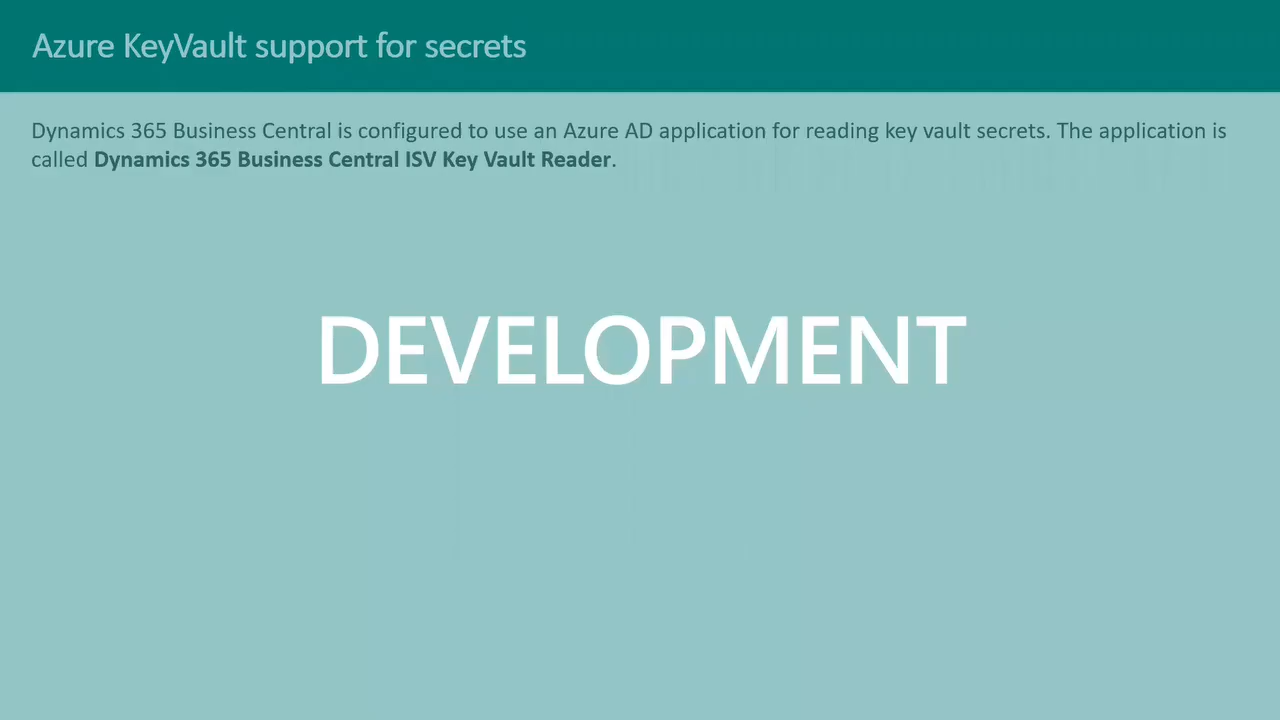 Azure KeyVault support for secrets
Dynamics 365 Business Central is configured to use an Azure AD application for reading key vault secrets. The application is
called Dynamics 365 Business Central ISV Key Vault Reader.
DEVELOPMENT